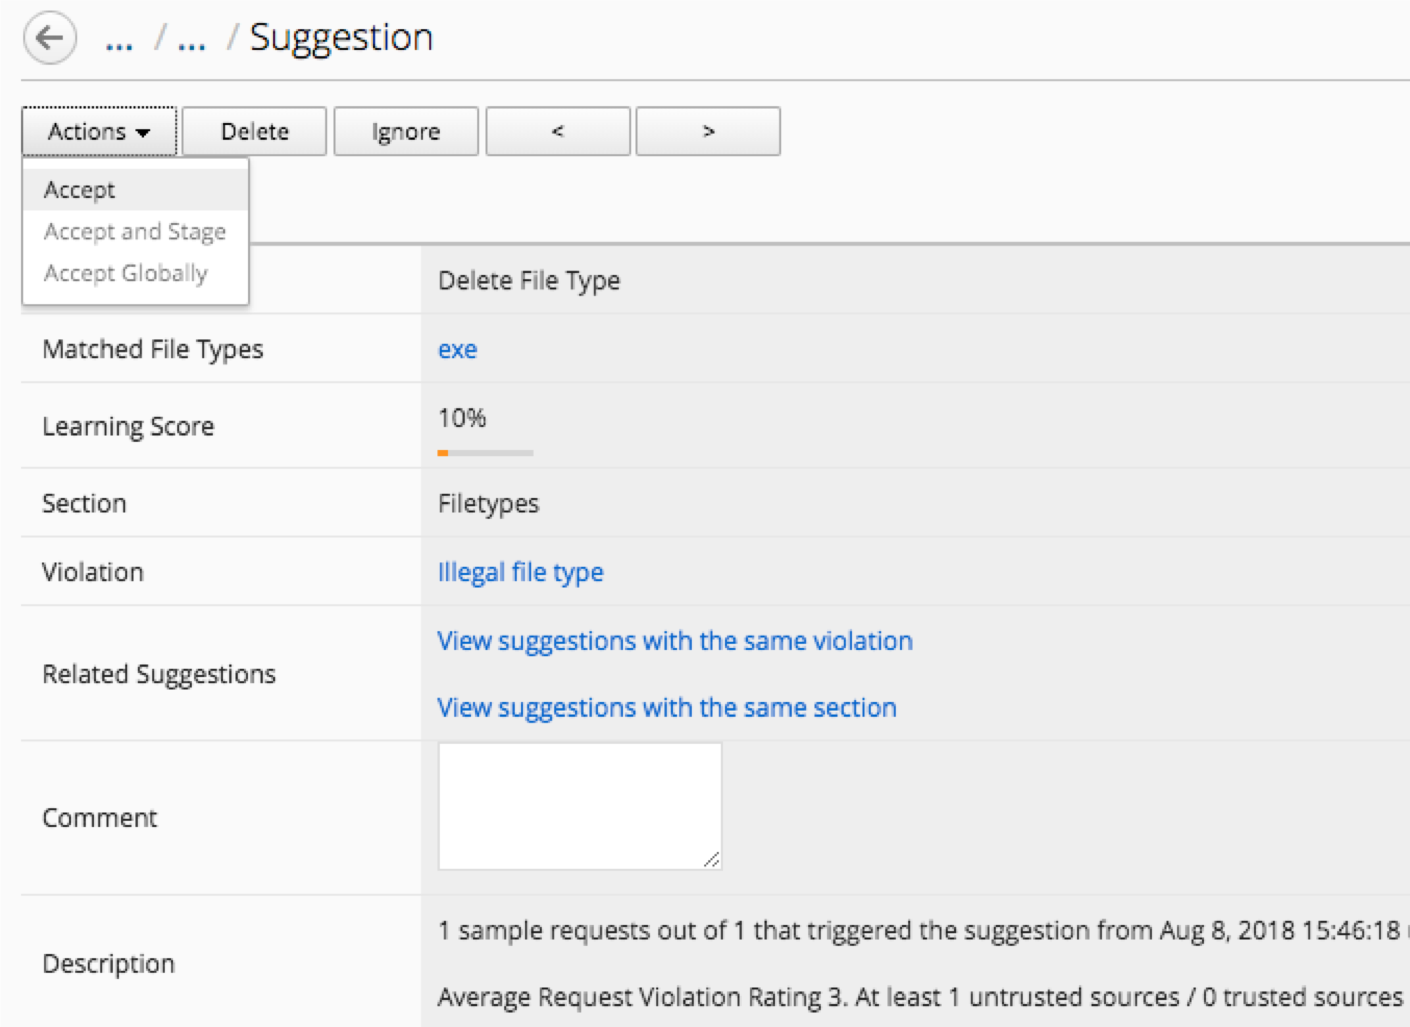 ... / ... / Suggestion
Actions Delete Ignore < >
Accept
Accept and Stage
Accept Globally
Delete File Type
Matched File Types exe
Learning Score 10%
Section Filetypes
Violation Illegal file type
Related Suggestions
View suggestions with the same violation
View suggestions with the same section
Comment
Description
1 sample requests out of 1 that triggered the suggestion from Aug 8, 2018 15:46:18
Average Request Violation Rating 3. At least 1 untrusted sources / 0 trusted sources